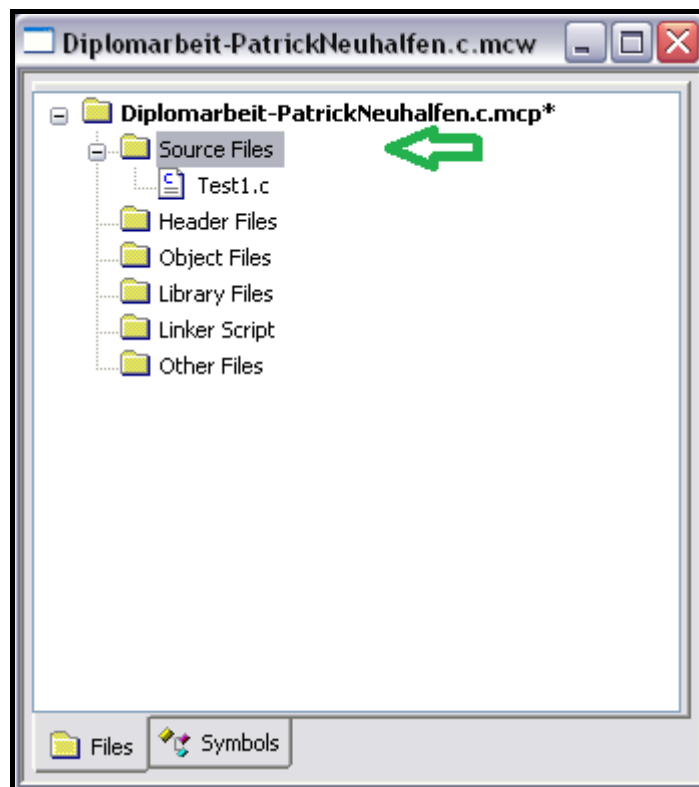 Diplomarbeit-PatrickNeuhalfen.c.mcw
Diplomarbeit-PatrickNeuhalfen.c.mcp*
Source Files
Test1.c
Header Files
Object Files
Library Files
Linker Script
Other Files
Files Symbols